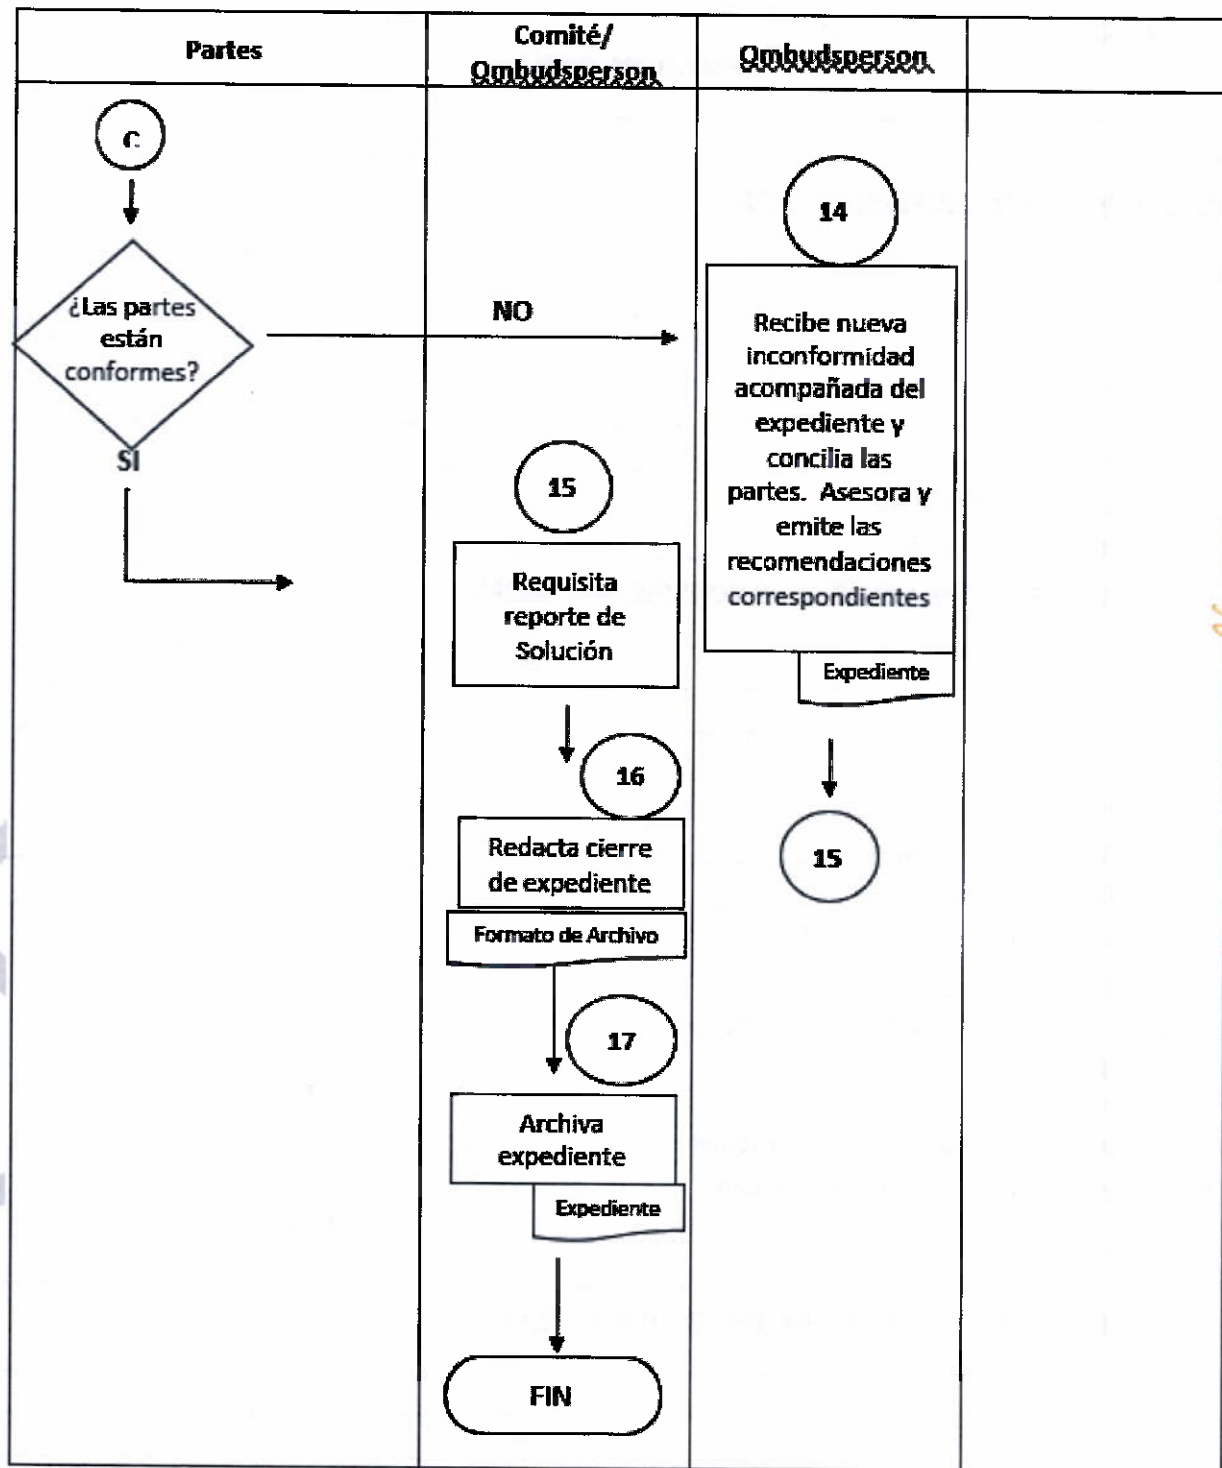 Partes
Comité/
Ombudsperson
Ombudsperson
C
¿Las partes
están
conformes?
NO
SI
14
Recibe nueva
inconformidad
acompañada del
expediente y
concilia las
partes. Asesora y
emite las
recomendaciones
correspondientes
Expediente
15
15
Requisita
reporte de
Solución
16
Redacta cierre
de expediente
Formato de Archivo
17
Archiva
expediente
Expediente
FIN